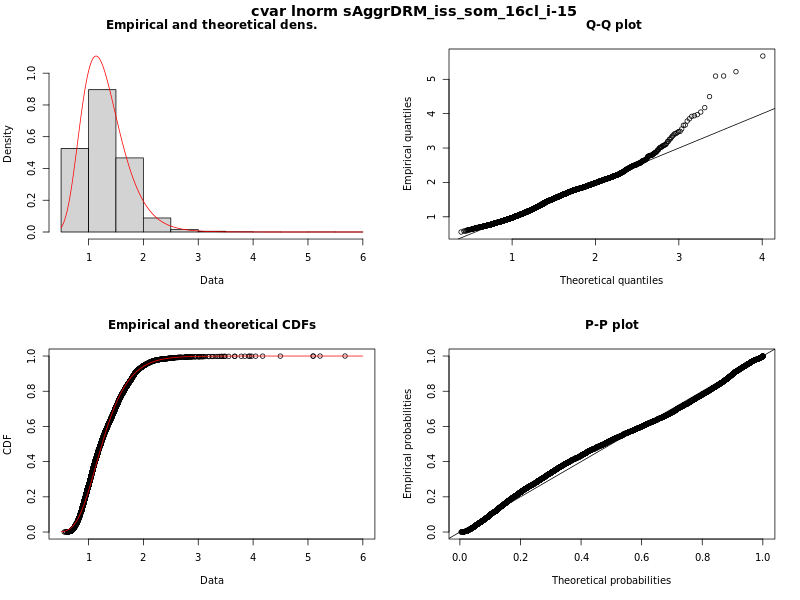 cvar lnorm sAggrDRM_iss_som_16cl_i-15
Empirical and theoretical dens.
Density
0.0 0.2 0.4 0.6 0.8 1.0
1 2 3 4 5 6
Data
Q-Q plot
Empirical quantiles
1 2 3 4 5
1 2 3 4
Theoretical quantiles
Empirical and theoretical CDFs
CDF
0.0 0.2 0.4 0.6 0.8 1.0
1 2 3 4 5 6
Data
P-P plot
Empirical probabilities
0.0 0.2 0.4 0.6 0.8 1.0
0.0 0.2 0.4 0.6 0.8 1.0
Theoretical probabilities